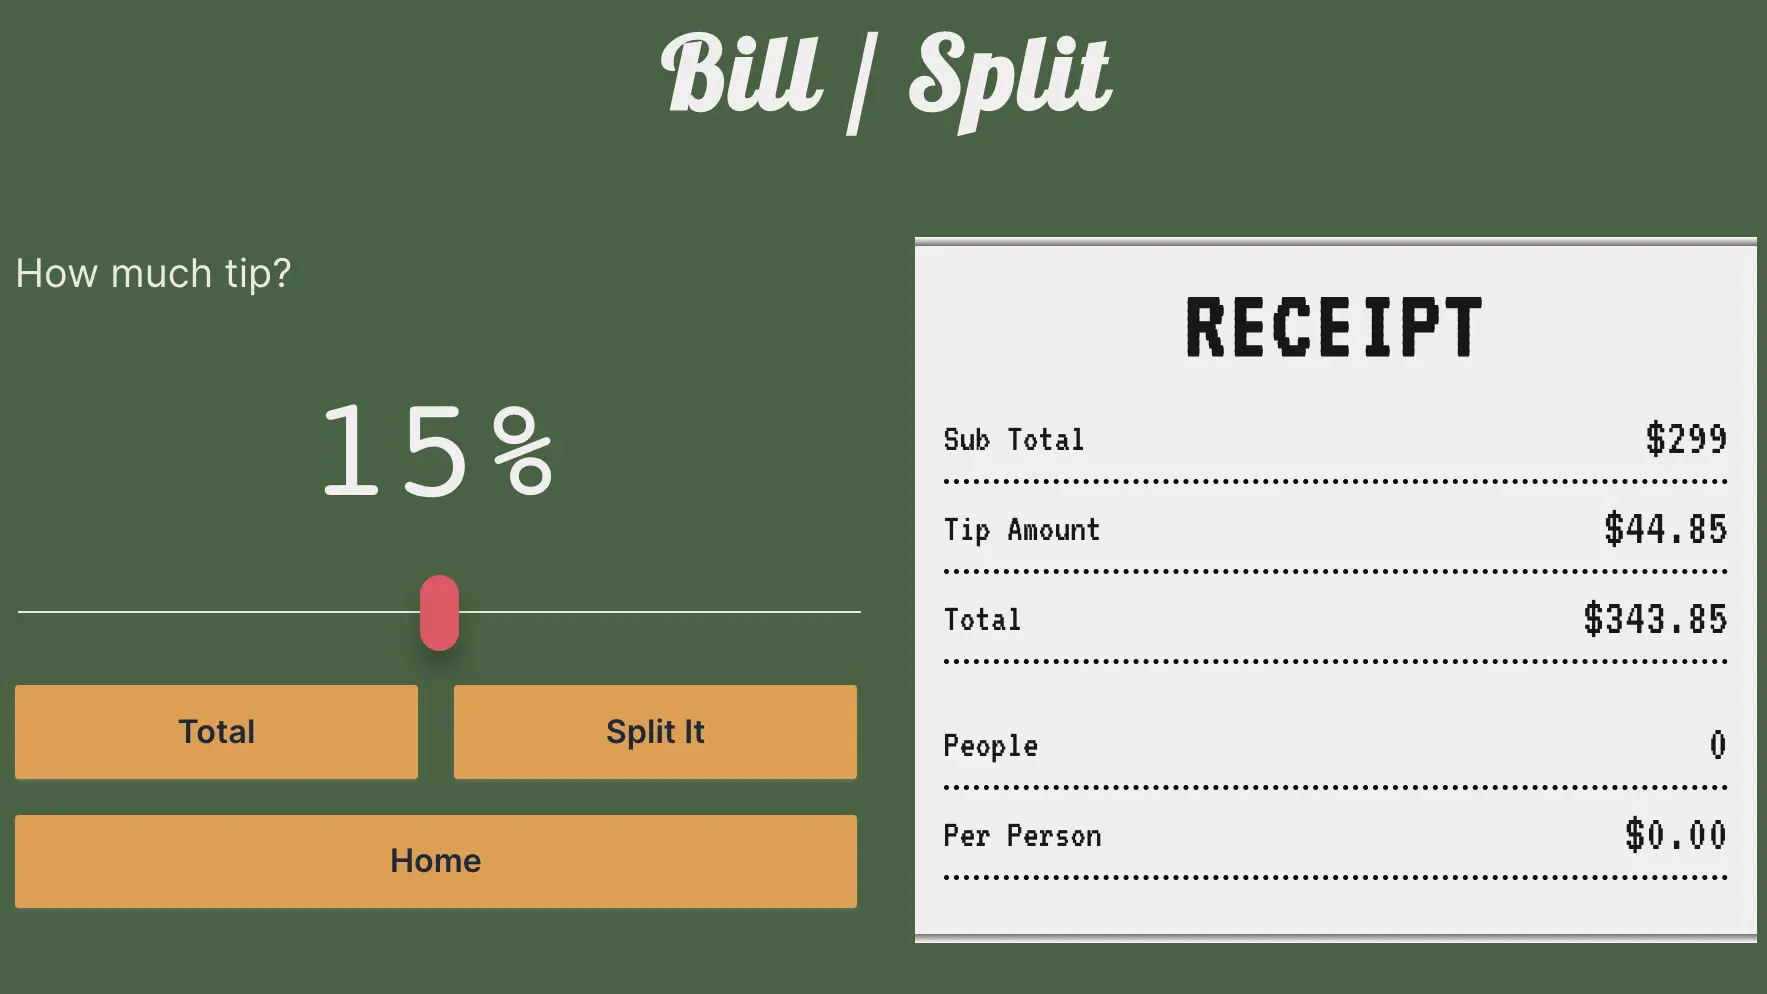 Bill / Split
How much tip?
15%
Total
Split It
Home
RECEIPT
Sub Total $299
Tip Amount $44.85
Total $343.85
People 0
Per Person $0.00